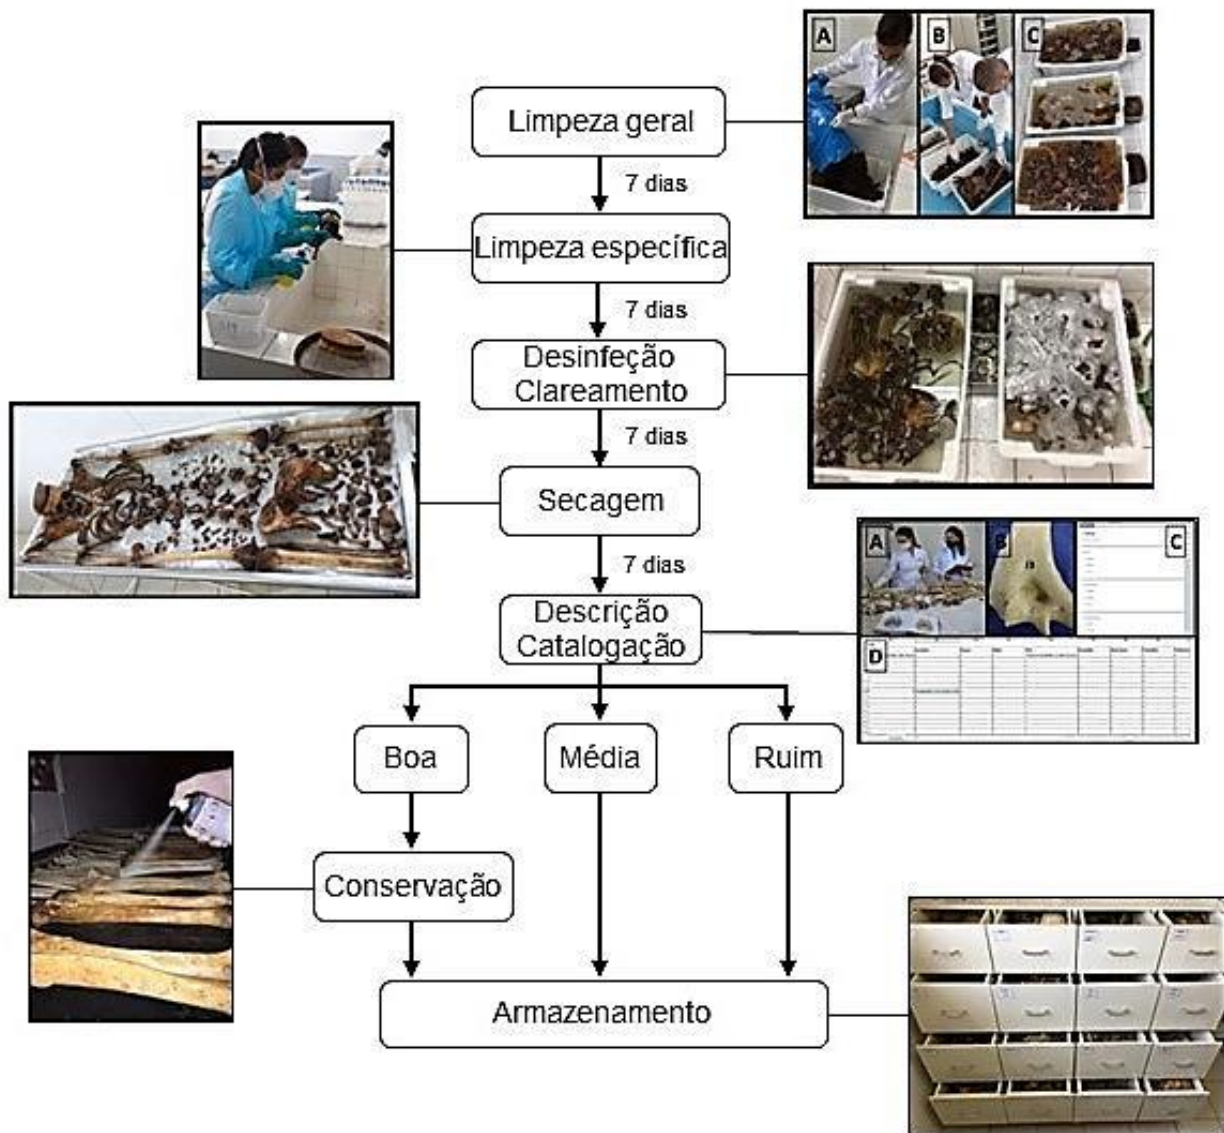 A
B
C
Limpeza geral
7 dias
Limpeza específica
7 dias
Desinfeção
Clareamento
7 dias
Secagem
7 dias
A
B
C
Descrição
Catalogação
D
Boa
Média
Ruim
Conservação
Armazenamento